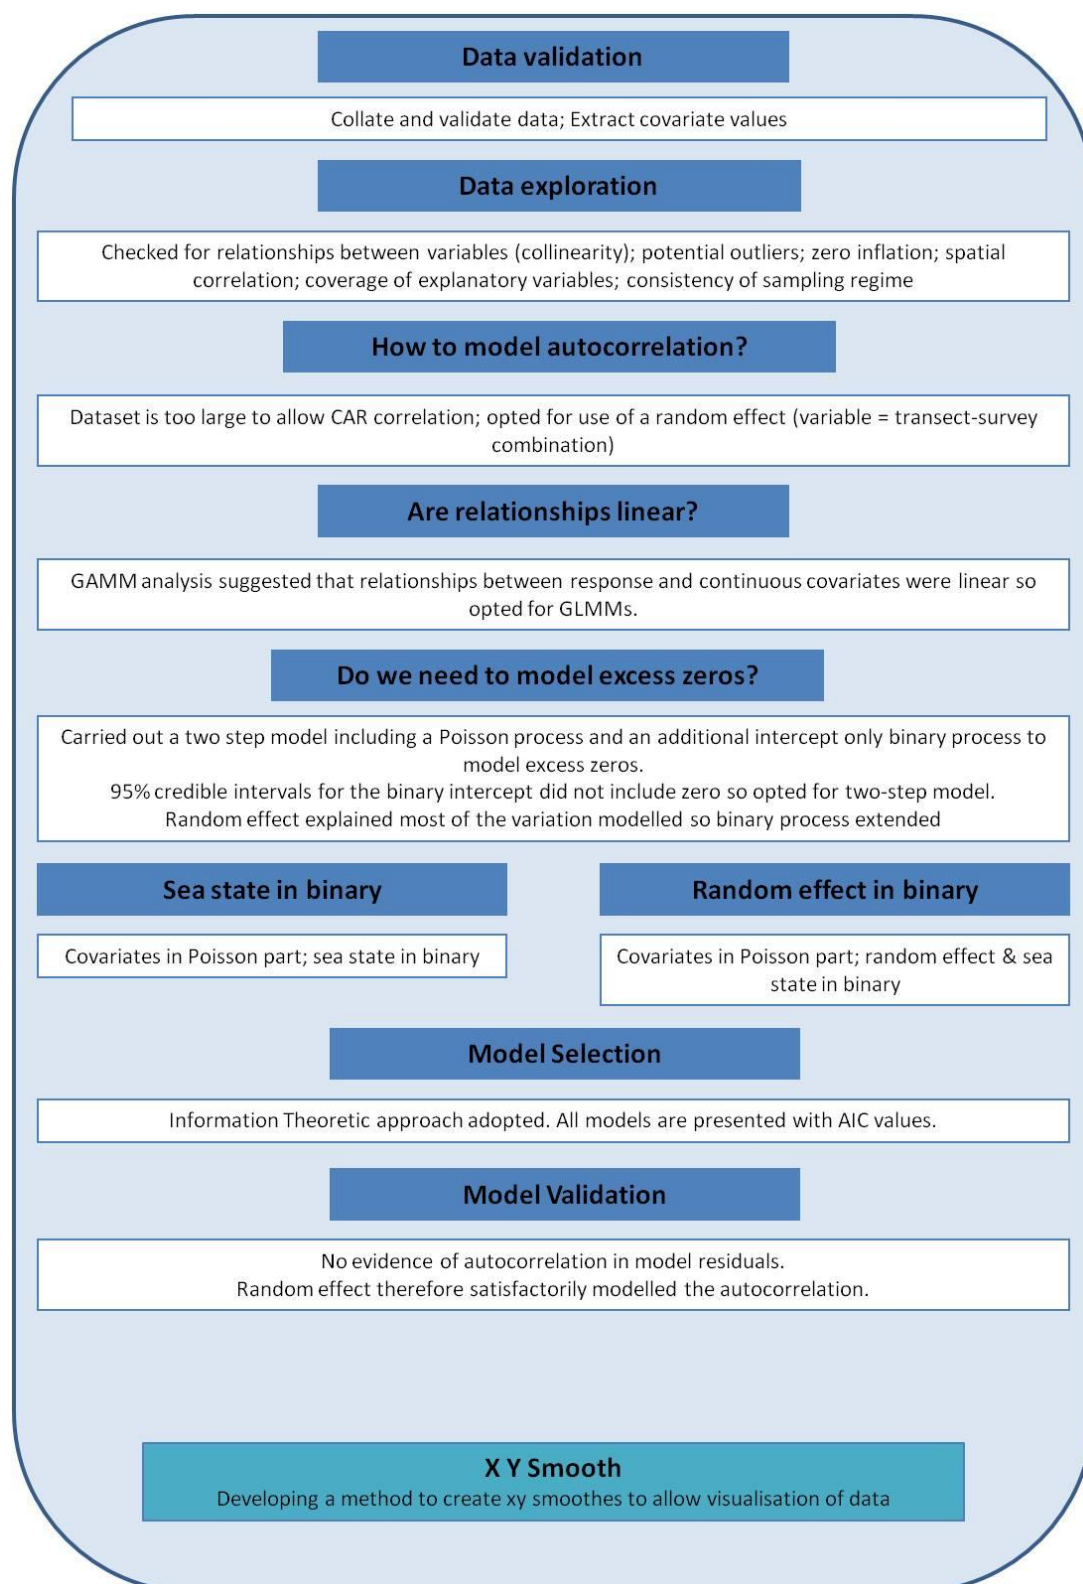 Data validation
Collate and validate data; Extract covariate values
Data exploration
Checked for relationships between variables (collinearity); potential outliers; zero inflation; spatial
correlation; coverage of explanatory variables; consistency of sampling regime
How to model autocorrelation?
Dataset is too large to allow CAR correlation; opted for use of a random effect (variable = transect-survey
combination)
Are relationships linear?
GAMM analysis suggested that relationships between response and continuous covariates were linear so
opted for GLMMs.
Do we need to model excess zeros?
Carried out a two step model including a Poisson process and an additional intercept only binary process to
model excess zeros.
95% credible intervals for the binary intercept did not include zero so opted for two-step model.
Random effect explained most of the variation modelled so binary process extended
Sea state in binary
Covariates in Poisson part; sea state in binary
Random effect in binary
Covariates in Poisson part; random effect & sea
state in binary
Model Selection
Information Theoretic approach adopted. All models are presented with AIC values.
Model Validation
No evidence of autocorrelation in model residuals.
Random effect therefore satisfactorily modelled the autocorrelation.
X Y Smooth
Developing a method to create xy smoothes to allow visualisation of data